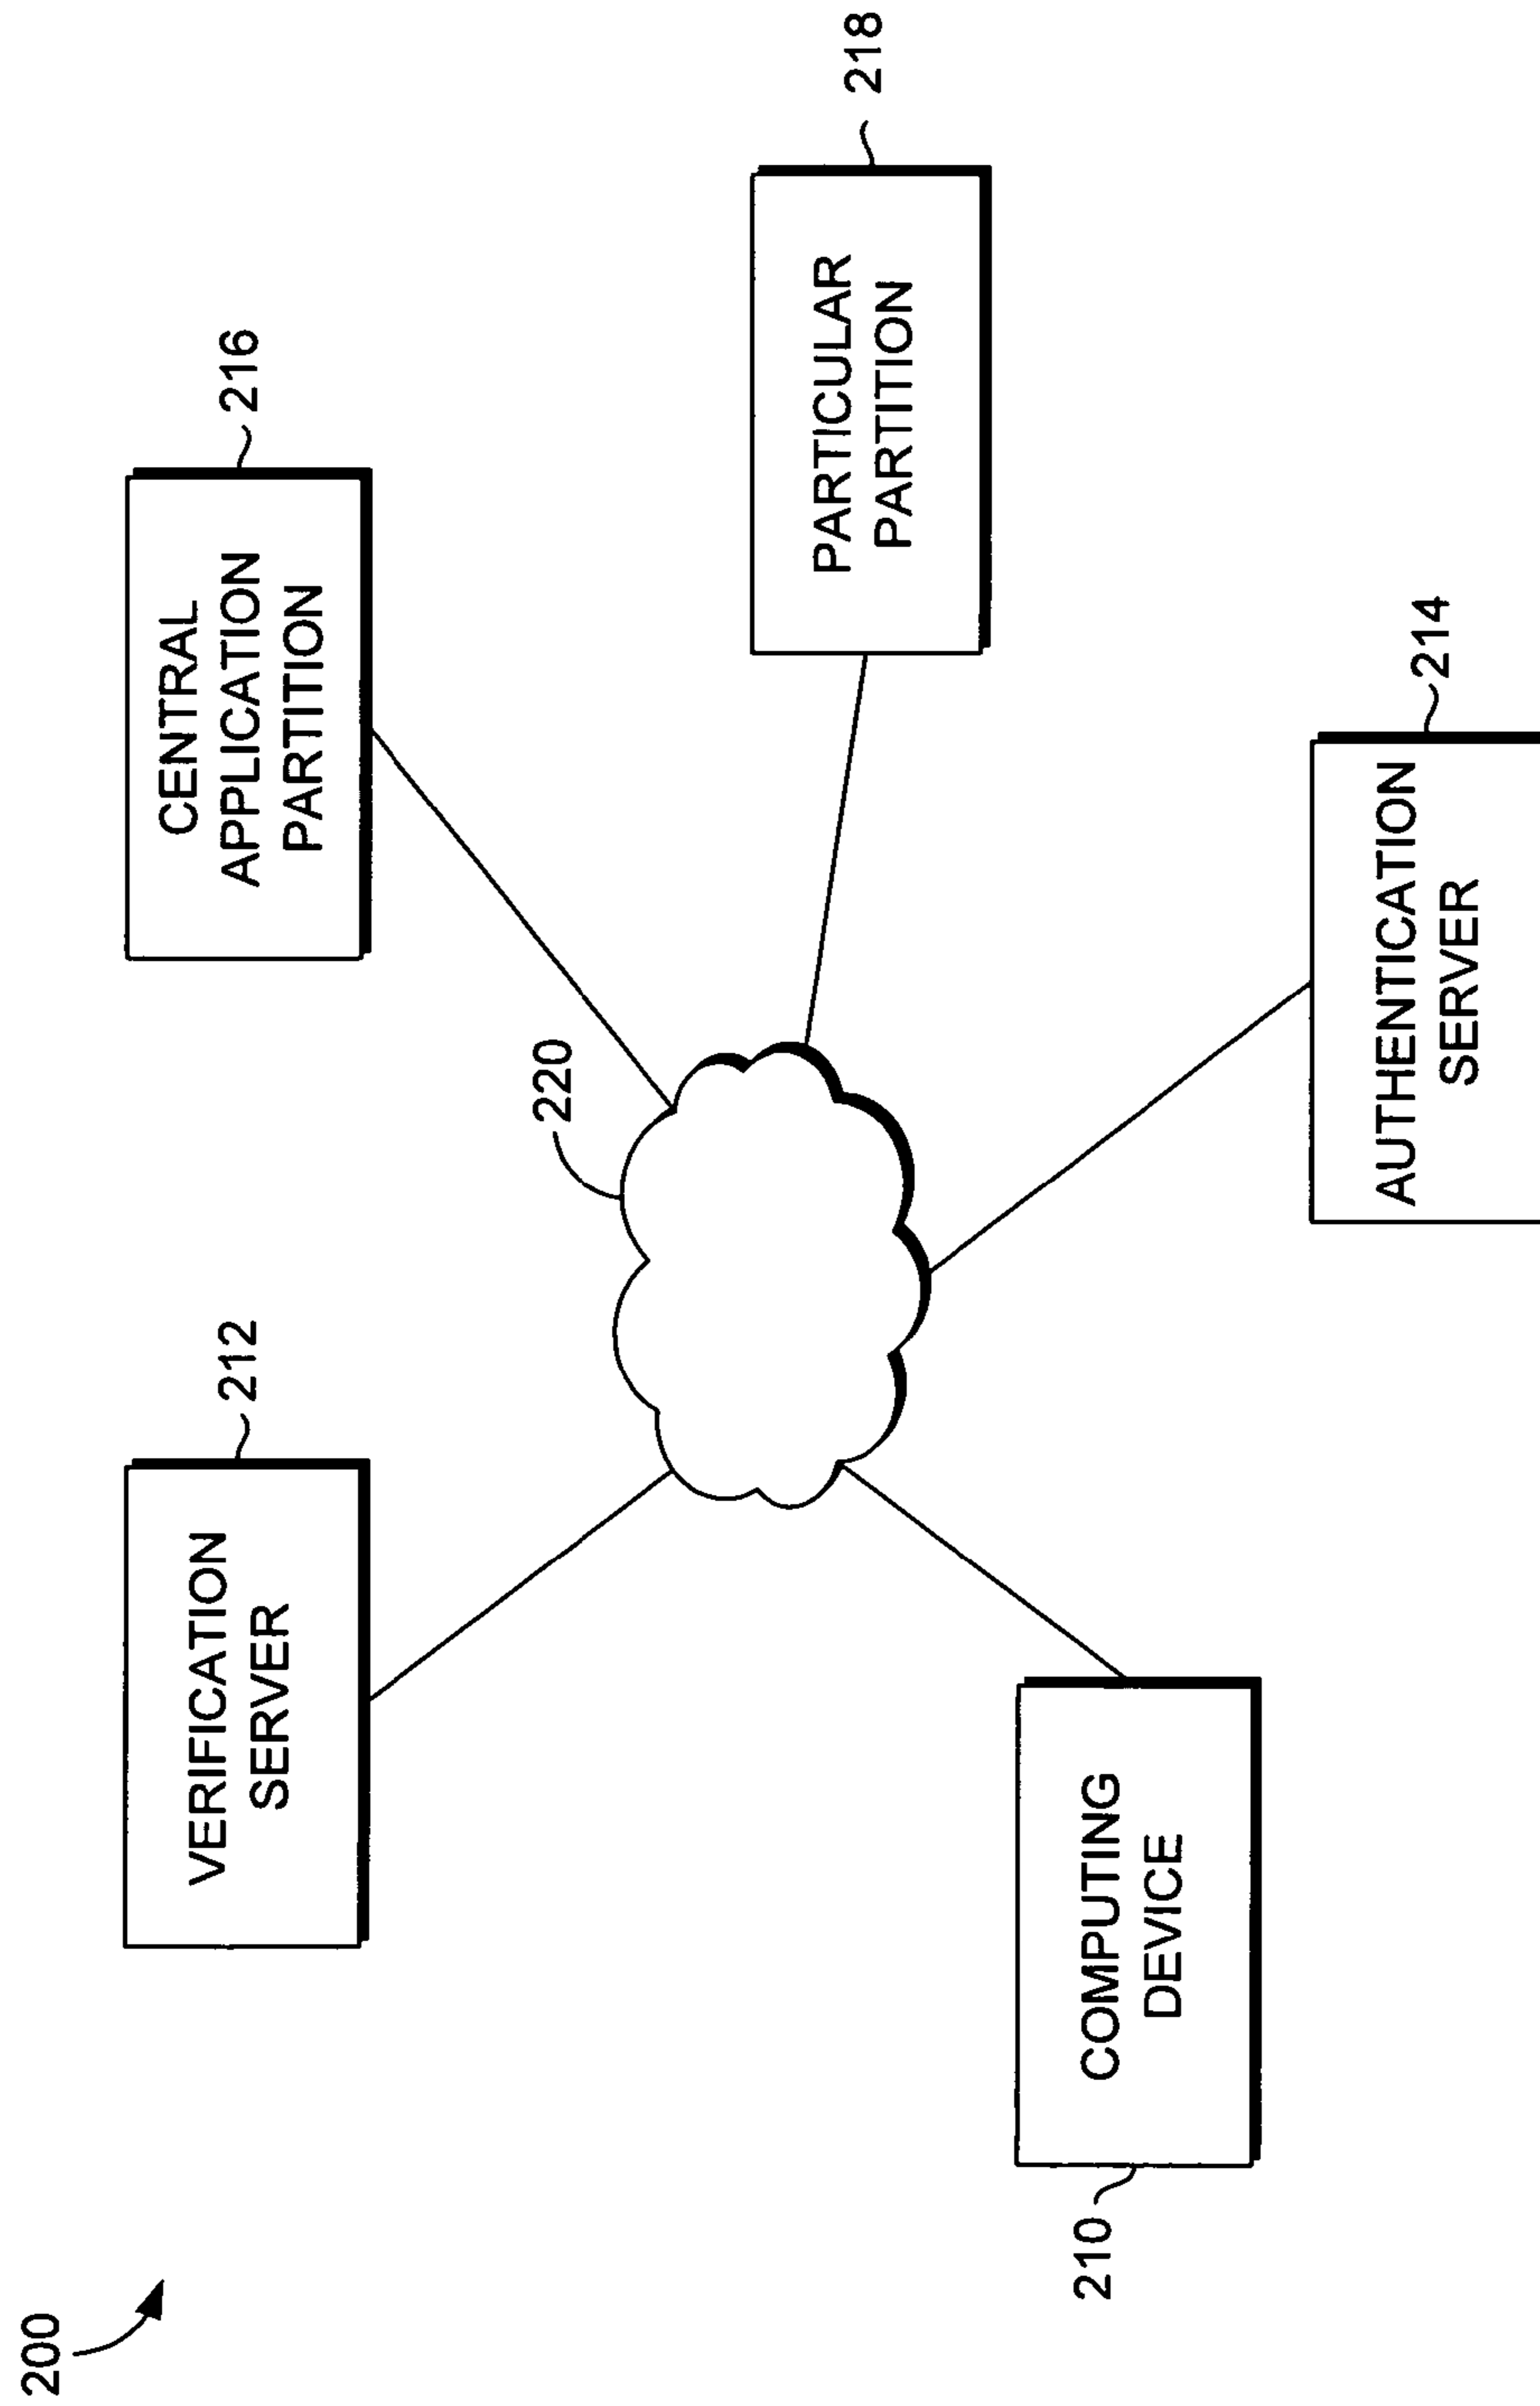 200
VERIFICATION
SERVER
212
CENTRAL
APPLICATION
PARTITION
216
220
PARTICULAR
PARTITION
218
COMPUTING
DEVICE
210
AUTHENTICATION
SERVER
214